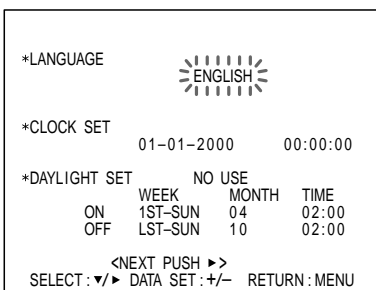 *LANGUAGE
ENGLISH
*CLOCK SET
01–01–2000 00:00:00
*DAYLIGHT SET NO USE
WEEK MONTH TIME
ON 1ST–SUN 04 02:00
OFF LST–SUN 10 02:00
<NEXT PUSH ►>
SELECT : ▼/► DATA SET : +/– RETURN : MENU